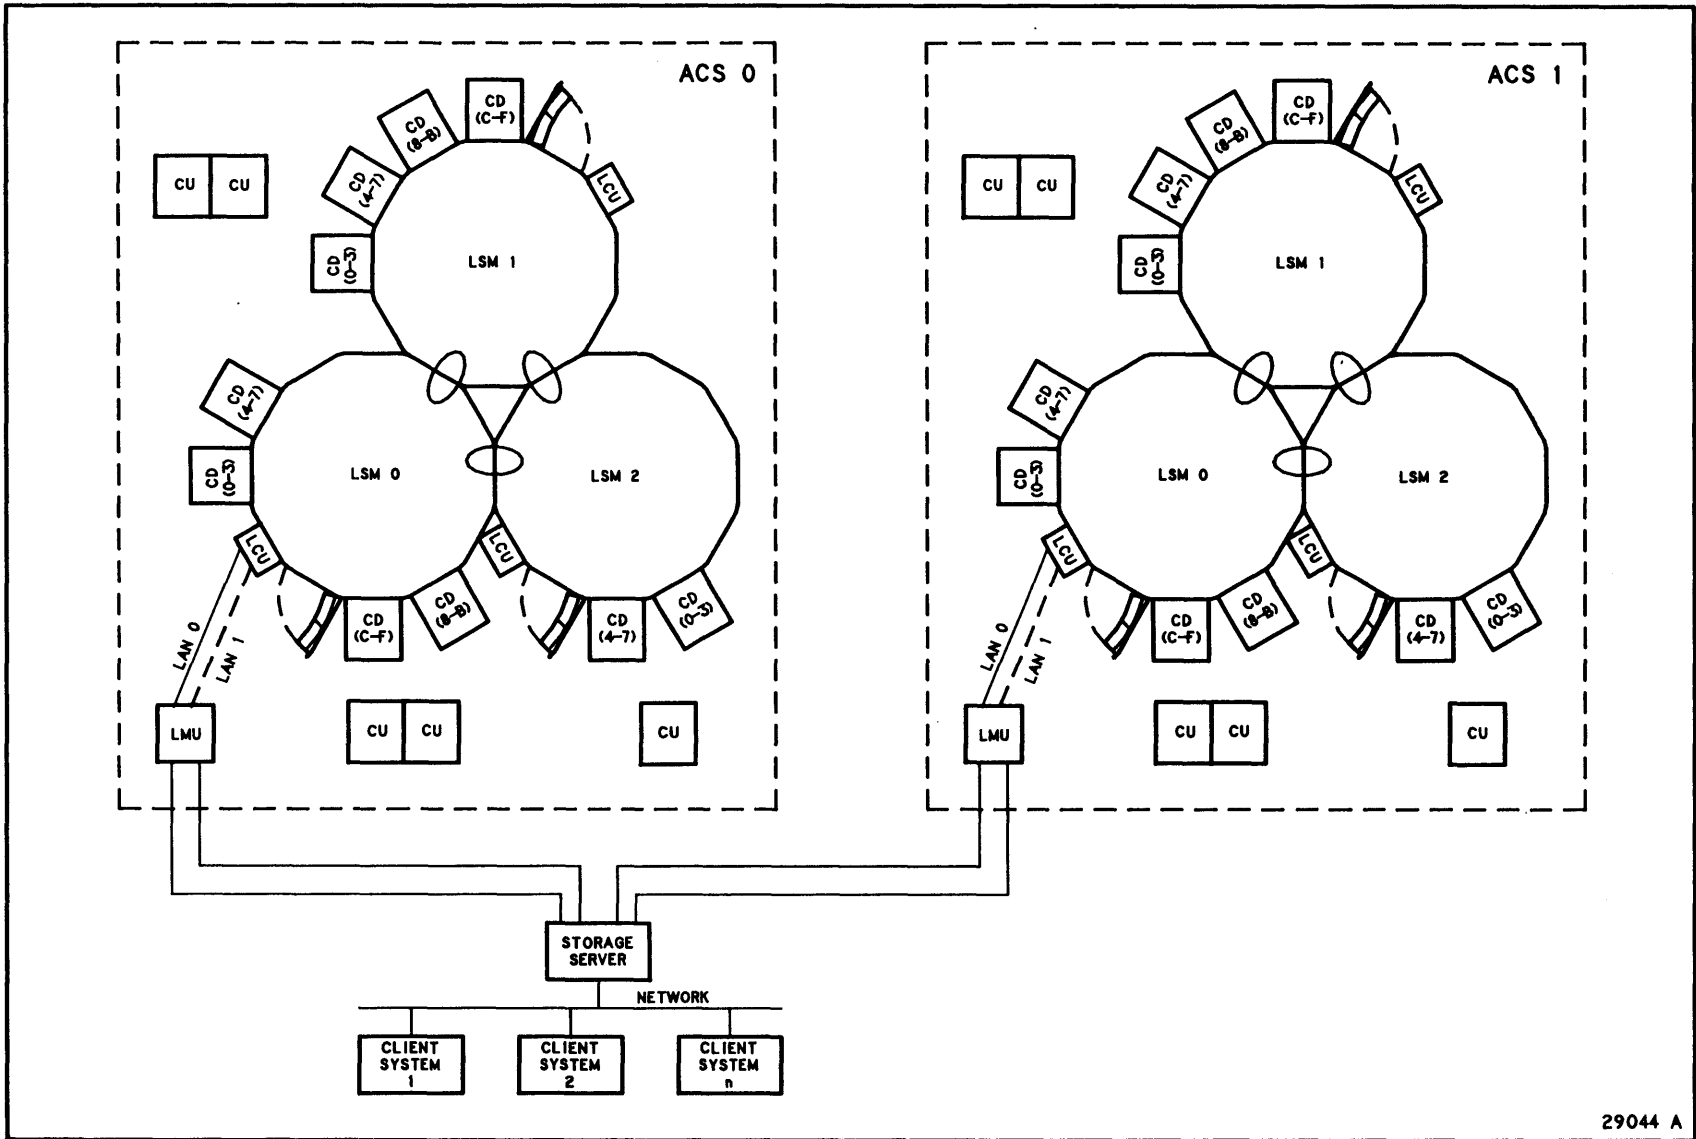 ACS 0
CD
(C-F)
CD
(8-B)
CD
(4-7)
CD
(0-3)
LCU
CU
CU
LSM 1
CD
(4-7)
CD
(0-3)
LSM 0
LSM 2
LCU
LCU
CD
(C-F)
CD
(8-B)
CD
(4-7)
CD
(0-3)
LAN 0
LAN 1
LMU
CU
CU
CU
ACS 1
CD
(C-F)
CD
(8-B)
CD
(4-7)
CD
(0-3)
LCU
CU
CU
LSM 1
CD
(4-7)
CD
(0-3)
LSM 0
LSM 2
LCU
LCU
CD
(C-F)
CD
(8-B)
CD
(4-7)
CD
(0-3)
LAN 0
LAN 1
LMU
CU
CU
CU
STORAGE
SERVER
NETWORK
CLIENT
SYSTEM
1
CLIENT
SYSTEM
2
CLIENT
SYSTEM
n
29044 A